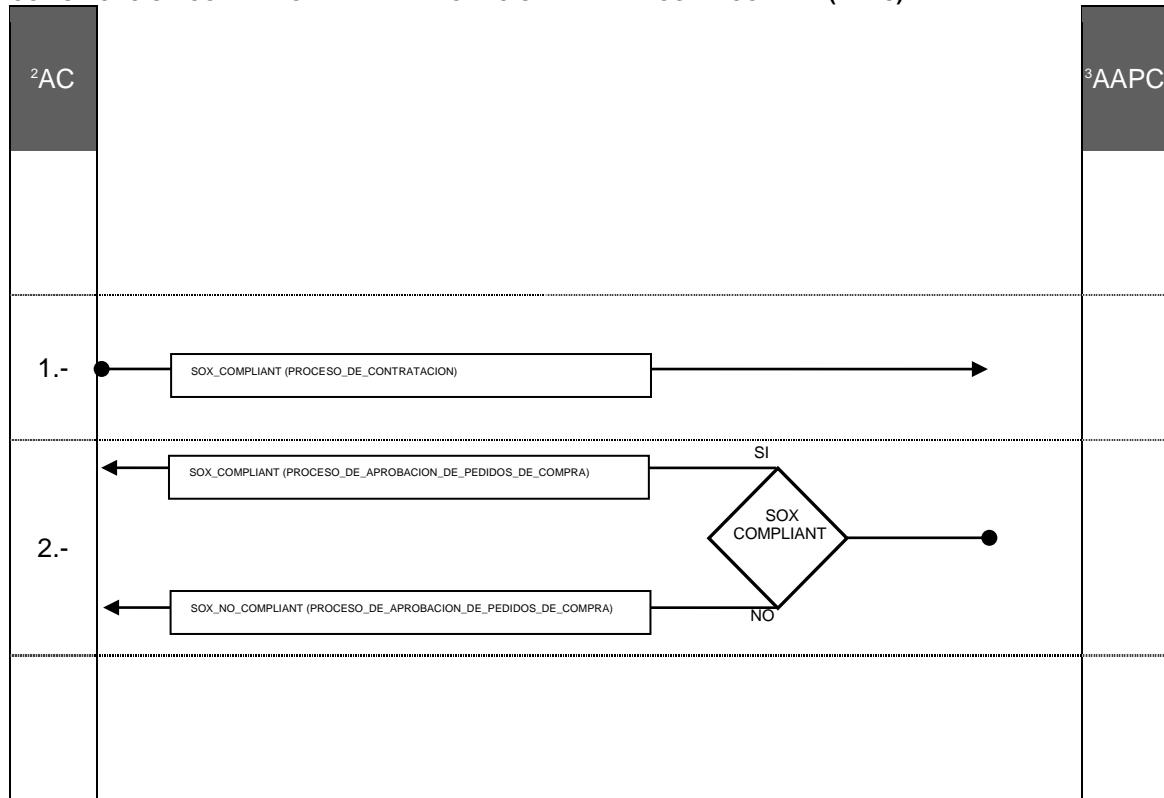 ²AC
³AAPC
1.-
SOX_COMPLIANT (PROCESO_DE_CONTRATACION)
SI
SOX_COMPLIANT (PROCESO_DE_APROBACION_DE_PEDIDOS_DE_COMPRA)
SOX
COMPLIANT
2.-
SOX_NO_COMPLIANT (PROCESO_DE_APROBACION_DE_PEDIDOS_DE_COMPRA)
NO